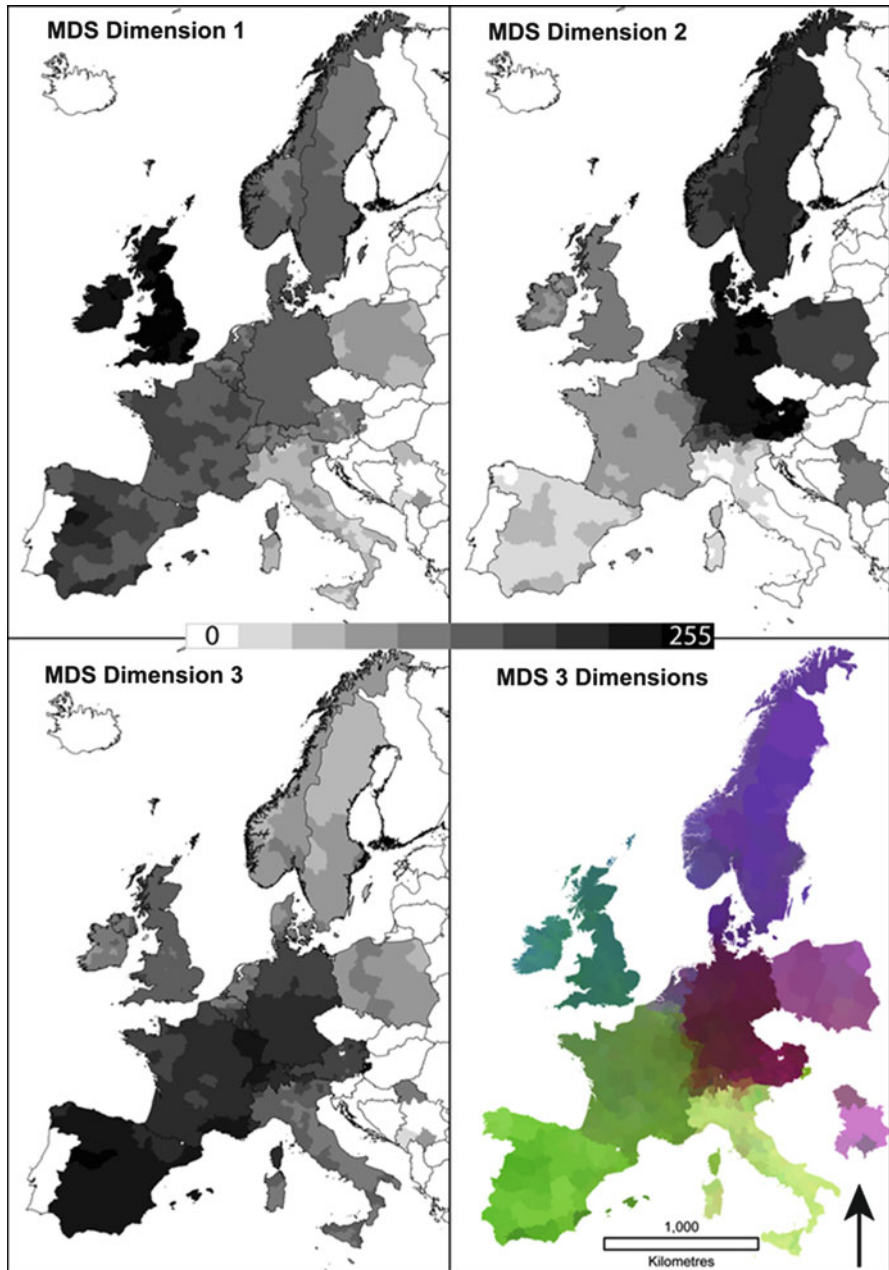 MDS Dimension 1
MDS Dimension 2
0
255
MDS Dimension 3
MDS 3 Dimensions
1,000
Kilometres